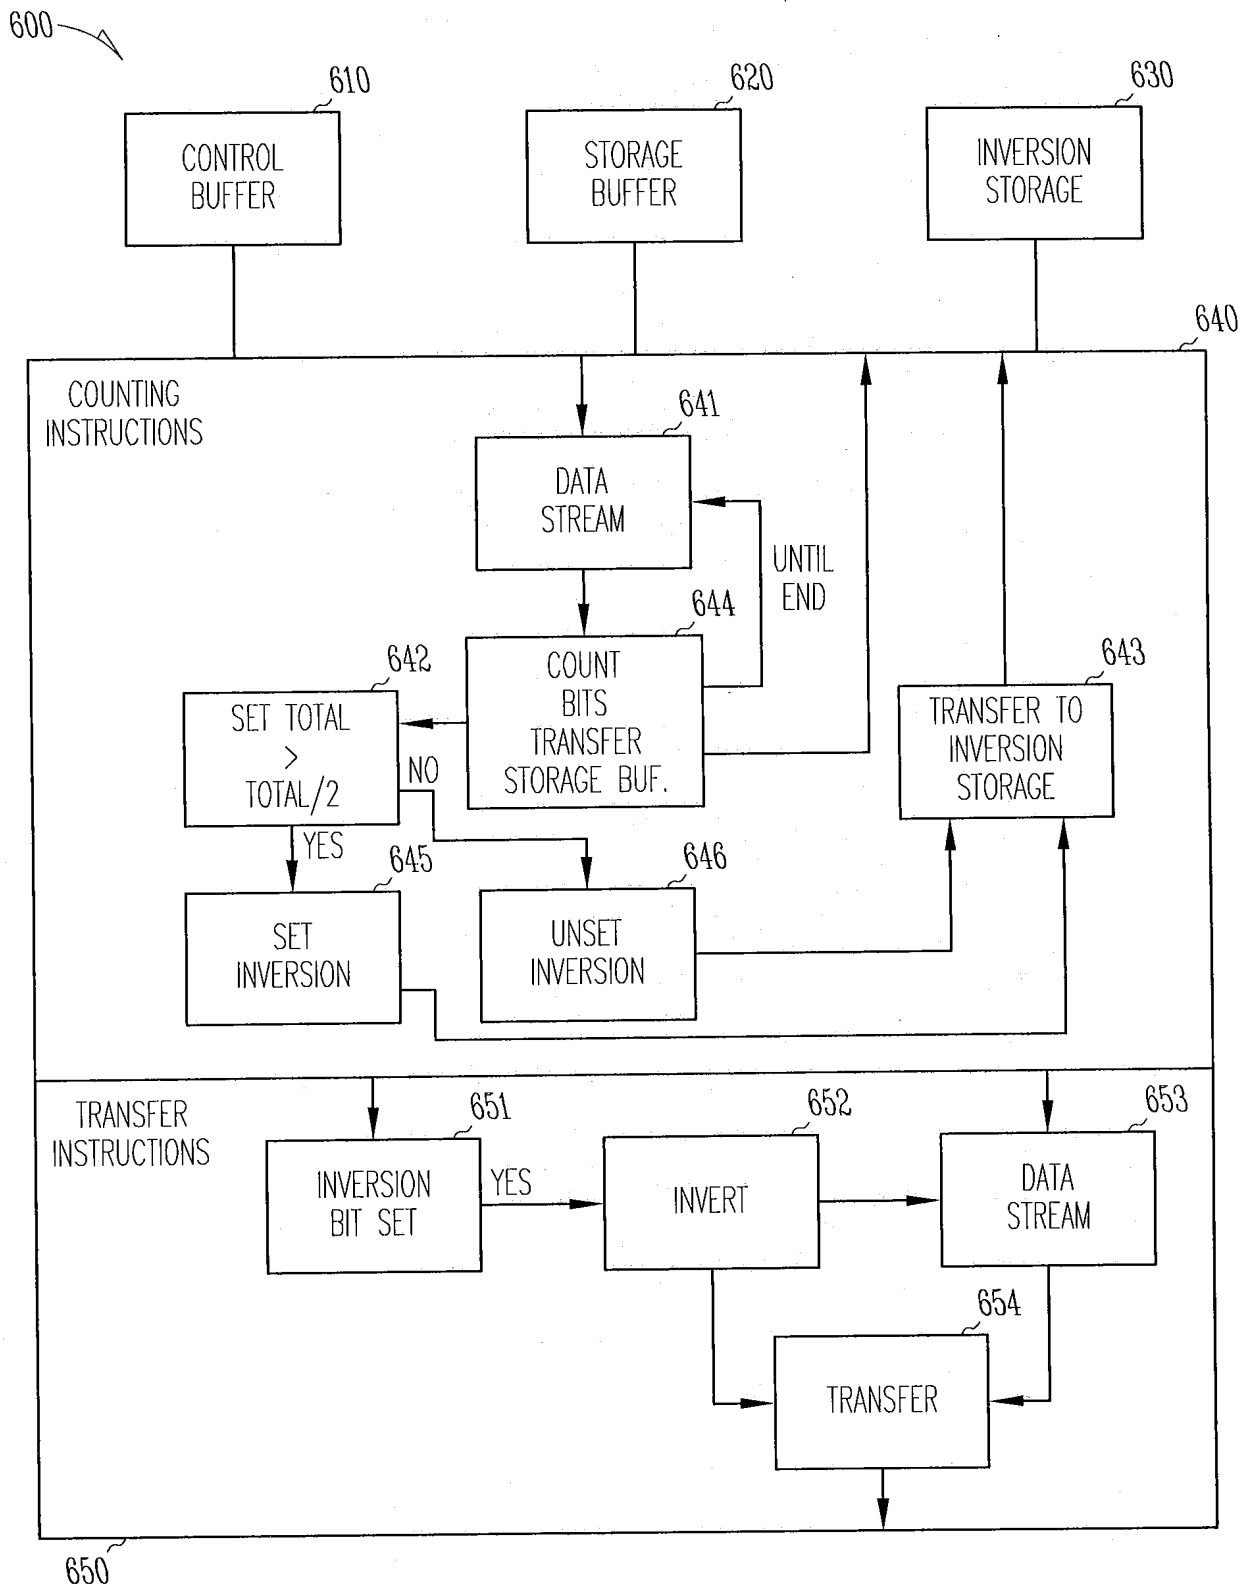 600
610
CONTROL
BUFFER
620
STORAGE
BUFFER
630
INVERSION
STORAGE
640
COUNTING
INSTRUCTIONS
641
DATA
STREAM
UNTIL
END
644
COUNT
BITS
TRANSFER
STORAGE BUF.
642
SET TOTAL
>
TOTAL/2
NO
YES
643
TRANSFER TO
INVERSION
STORAGE
645
SET
INVERSION
646
UNSET
INVERSION
TRANSFER
INSTRUCTIONS
651
INVERSION
BIT SET
YES
652
INVERT
653
DATA
STREAM
654
TRANSFER
650